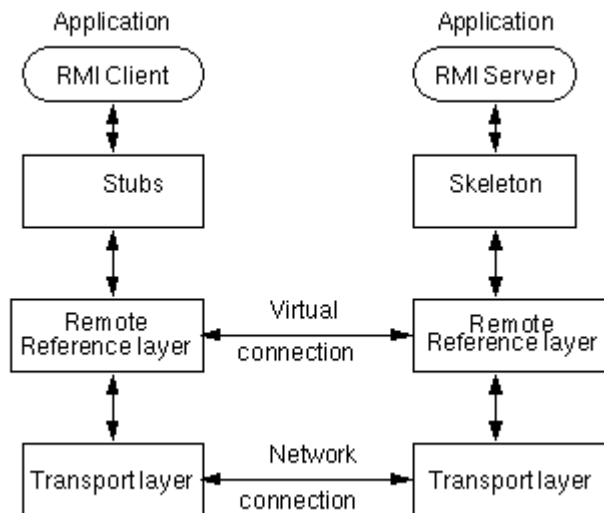 Application
Application
RMI Client
RMI Server
Stubs
Skeleton
Remote
Reference layer
Virtual
connection
Remote
Reference layer
Transport layer
Network
connection
Transport layer